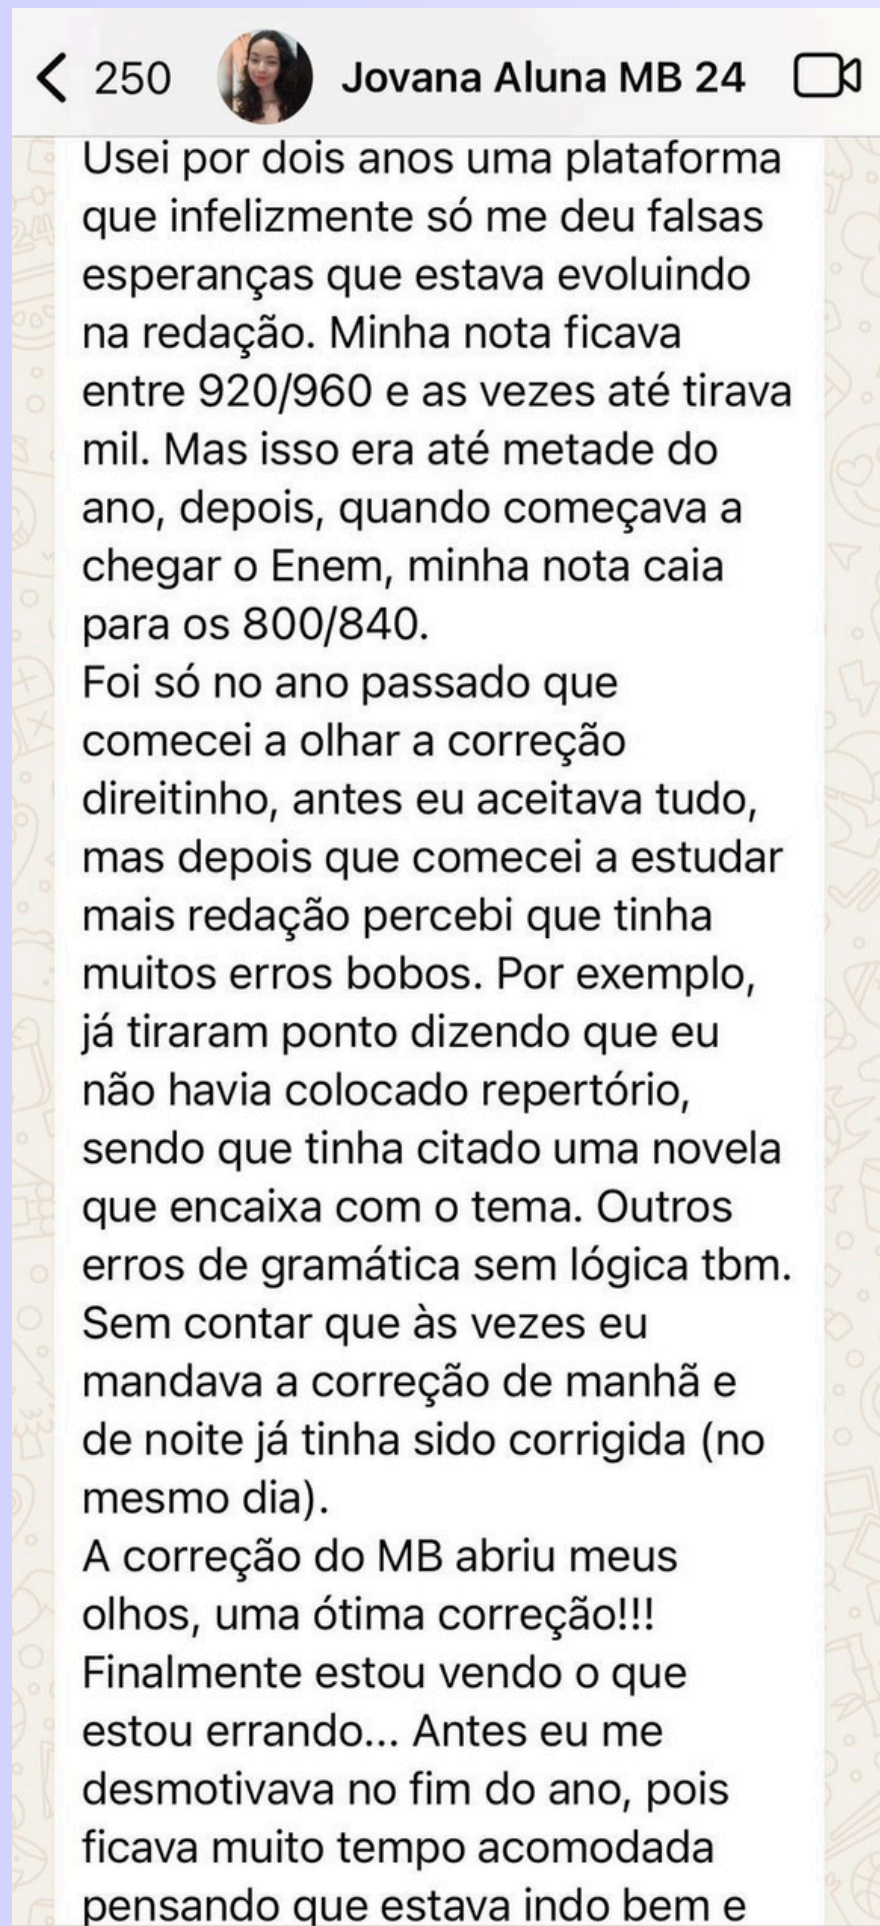 250
Jovana Aluna MB 24
Usei por dois anos uma plataforma
que infelizmente só me deu falsas
esperanças que estava evoluindo
na redação. Minha nota ficava
entre 920/960 e as vezes até tirava
mil. Mas isso era até metade do
ano, depois, quando começava a
chegar o Enem, minha nota caia
para os 800/840.
Foi só no ano passado que
comecei a olhar a correção
direitinho, antes eu aceitava tudo,
mas depois que comecei a estudar
mais redação percebi que tinha
muitos erros bobos. Por exemplo,
já tiraram ponto dizendo que eu
não havia colocado repertório,
sendo que tinha citado uma novela
que encaixa com o tema. Outros
erros de gramática sem lógica tbm.
Sem contar que às vezes eu
mandava a correção de manhã e
de noite já tinha sido corrigida (no
mesmo dia).
A correção do MB abriu meus
olhos, uma ótima correção!!!
Finalmente estou vendo o que
estou errando... Antes eu me
desmotivava no fim do ano, pois
ficava muito tempo acomodada
pensando que estava indo bem e